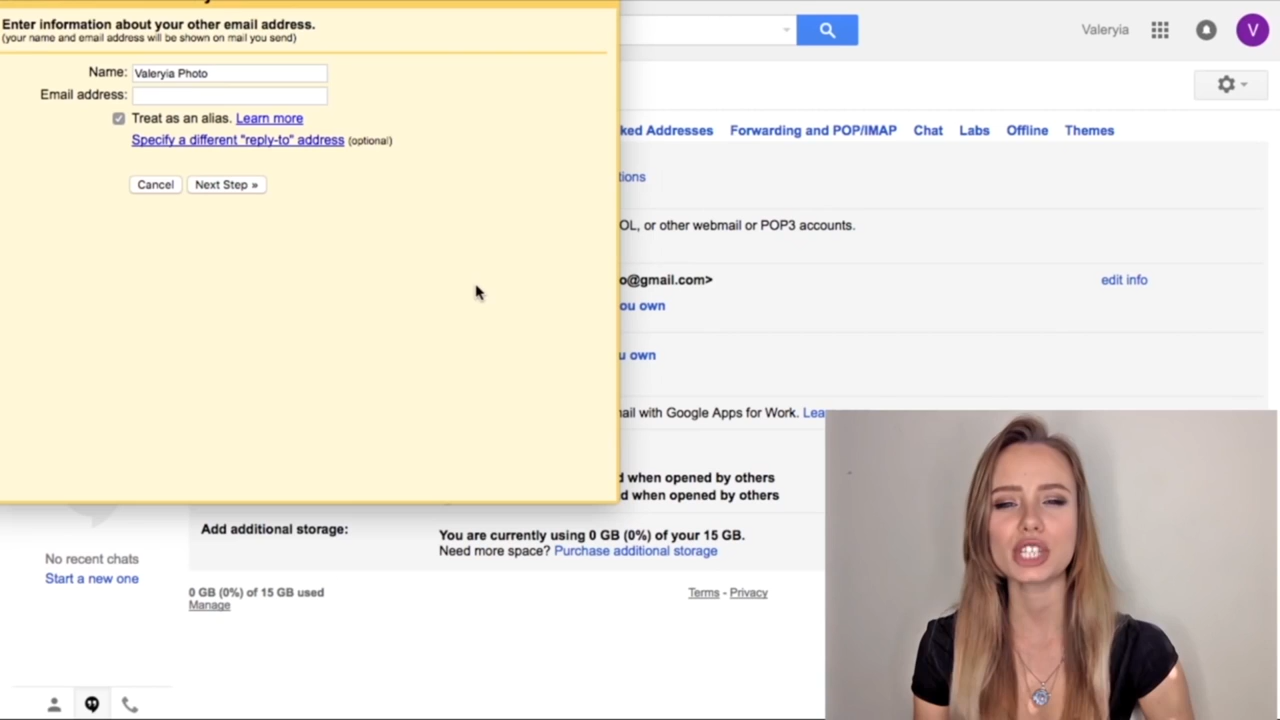 Enter information about your other email address.
(your name and email address will be shown on mail you send)
Name: Valeryia Photo
Email address:
Treat as an alias. Learn more
Specify a different "reply-to" address (optional)
Cancel Next Step »
Valeryia V
Forwarding and POP/IMAP Chat Labs Offline Themes
Addresses
OL, or other webmail or POP3 accounts.
o@gmail.com> edit info
ou own
u own
ail with Google Apps for Work. Lea
d when opened by others
d when opened by others
Add additional storage: You are currently using 0 GB (0%) of your 15 GB.
Need more space? Purchase additional storage
No recent chats
Start a new one
0 GB (0%) of 15 GB used
Manage
Terms - Privacy